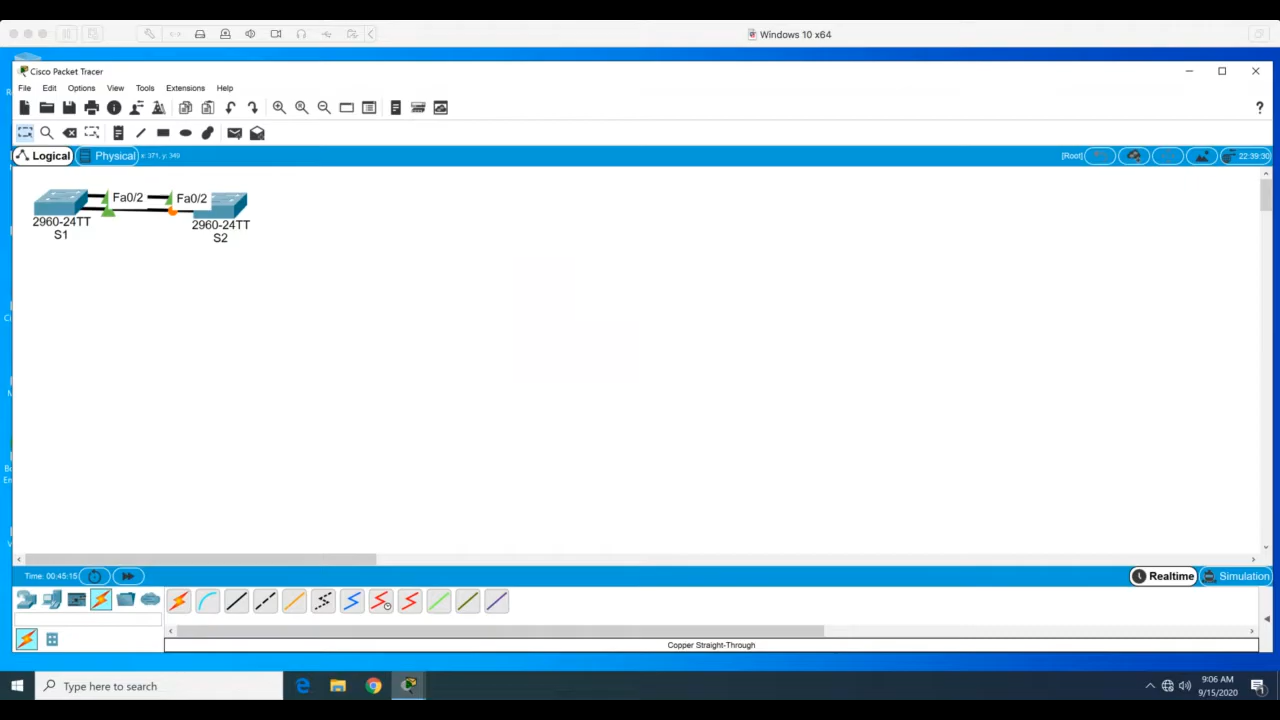 Windows 10 x64
Cisco Packet Tracer
File Edit Options View Tools Extensions Help
?
Logical Physical x: 371, y: 349 [Root] 22:39:30
Fa0/2 Fa0/2
2960-24TT
S1
2960-24TT
S2
Time: 00:45:15 Realtime Simulation
Copper Straight-Through
Type here to search
9:06 AM
9/15/2020